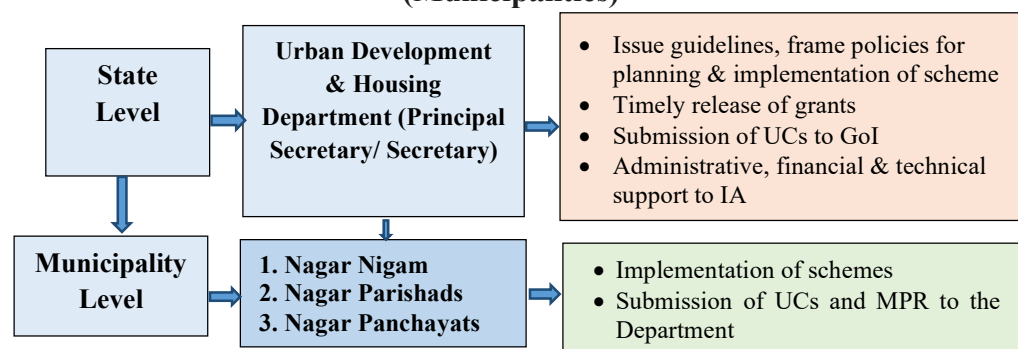 (Municipalities)
State
Level
Urban Development
& Housing
Department (Principal
Secretary/ Secretary)
• Issue guidelines, frame policies for
planning & implementation of scheme
• Timely release of grants
• Submission of UCs to GoI
• Administrative, financial & technical
support to IA
Municipality
Level
1. Nagar Nigam
2. Nagar Parishads
3. Nagar Panchayats
• Implementation of schemes
• Submission of UCs and MPR to the
Department